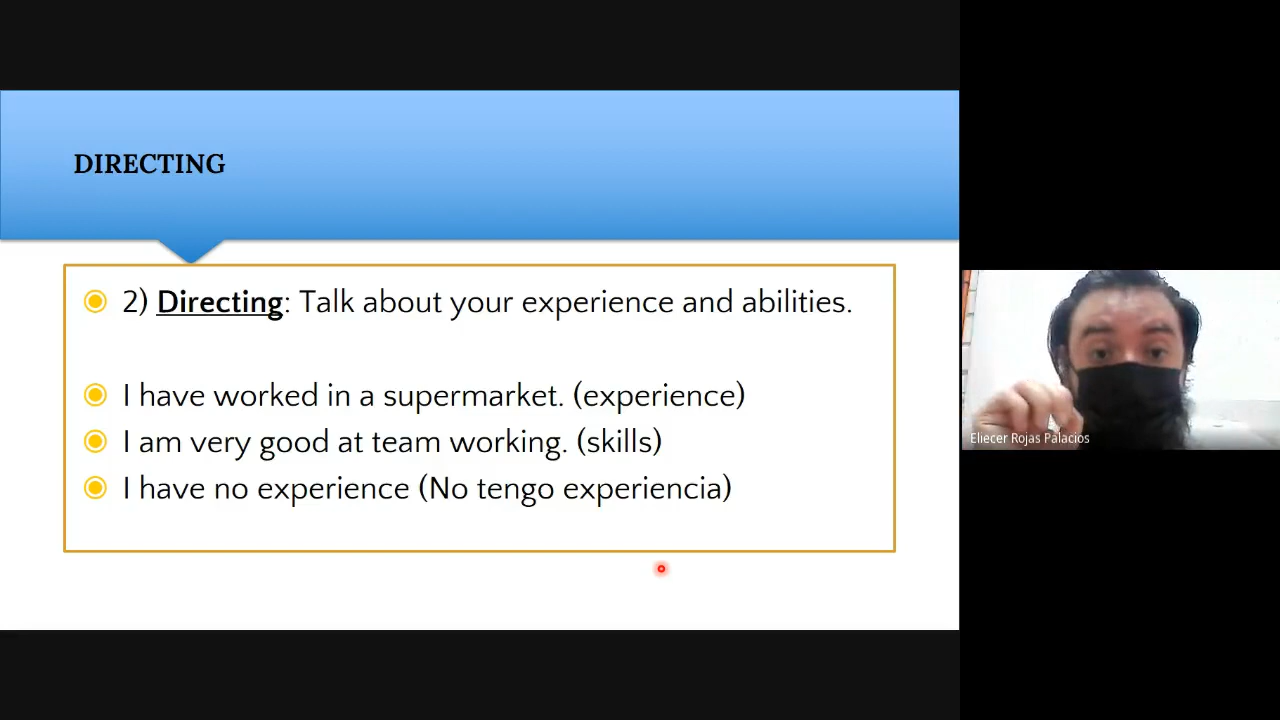 DIRECTING
2) Directing: Talk about your experience and abilities.
I have worked in a supermarket. (experience)
I am very good at team working. (skills)
I have no experience (No tengo experiencia)
Eliecer Rojas Palacios